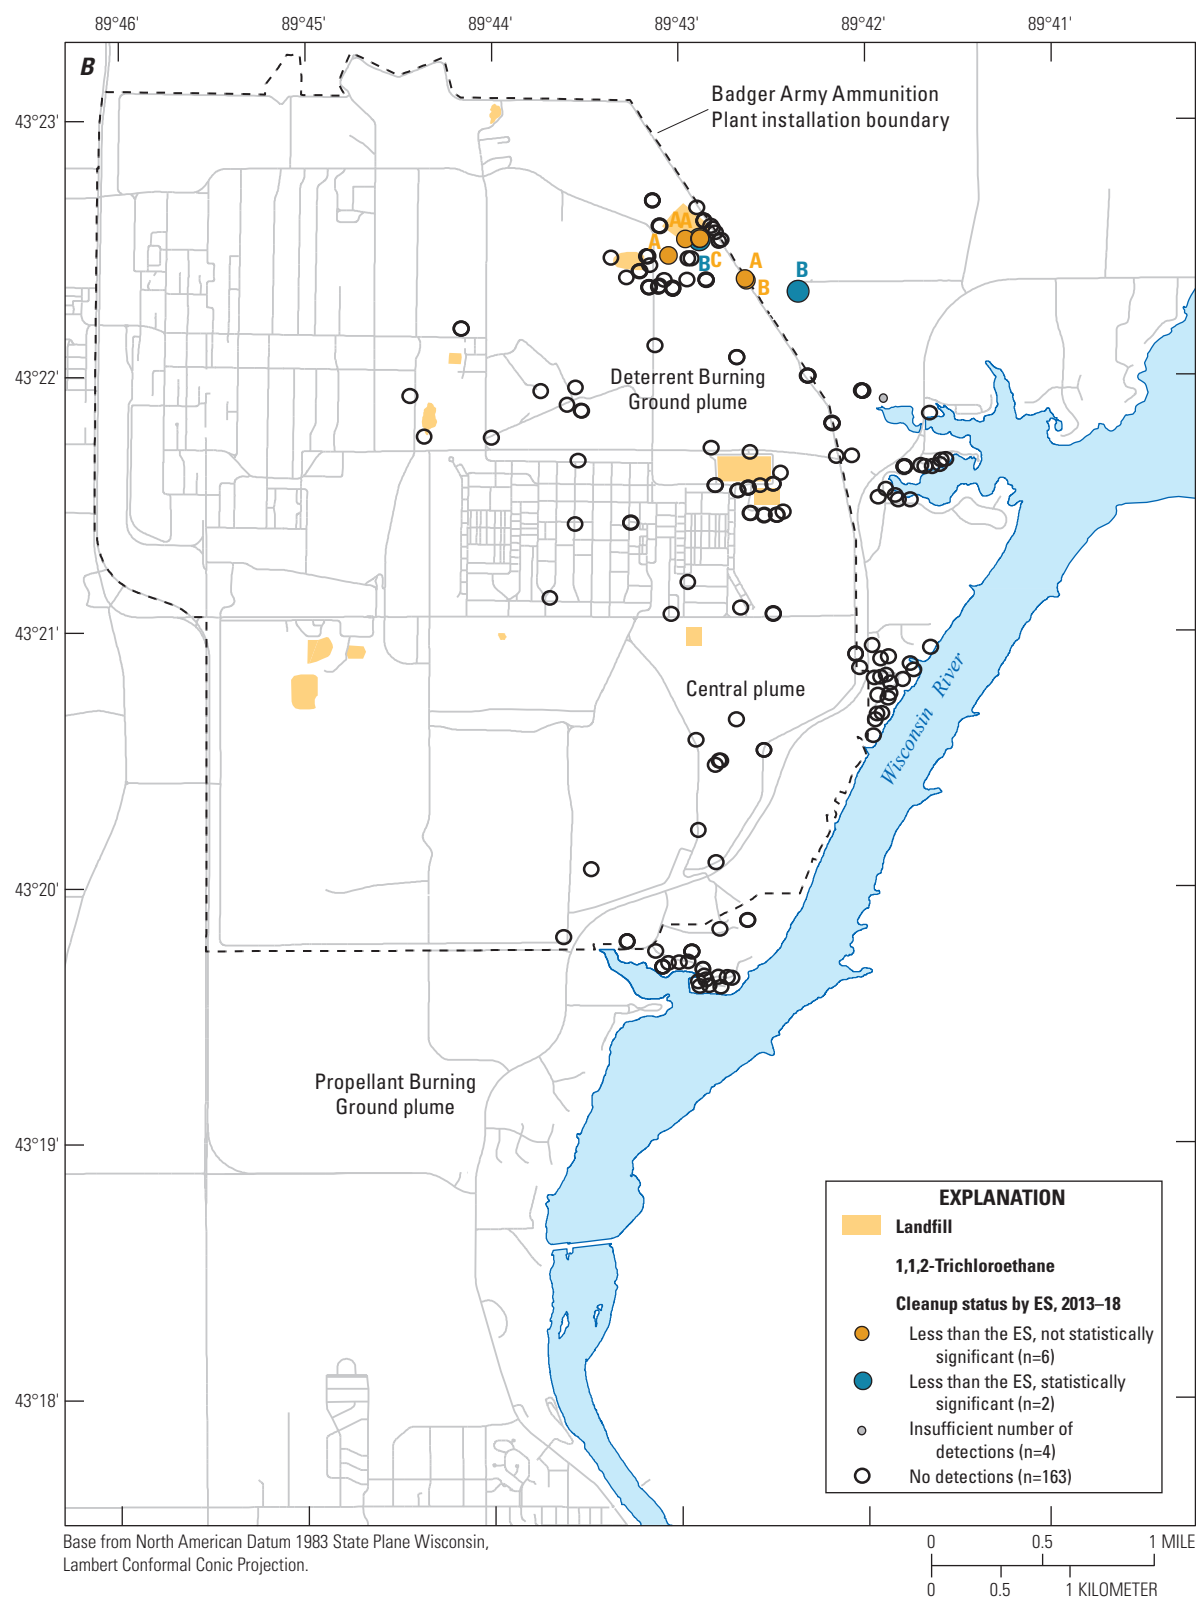 89°46' 89°45' 89°44' 89°43' 89°42' 89°41'
B
Badger Army Ammunition
Plant installation boundary
43°23'
A A
A
B C
A
B
B
43°22'
Deterrent Burning
Ground plume
43°21'
Central plume
Wisconsin River
43°20'
Propellant Burning
Ground plume
43°19'
43°18'
EXPLANATION
Landfill
1,1,2-Trichloroethane
Cleanup status by ES, 2013–18
Less than the ES, not statistically
significant (n=6)
Less than the ES, statistically
significant (n=2)
Insufficient number of
detections (n=4)
No detections (n=163)
Base from North American Datum 1983 State Plane Wisconsin,
Lambert Conformal Conic Projection.
0 0.5 1 MILE
0 0.5 1 KILOMETER